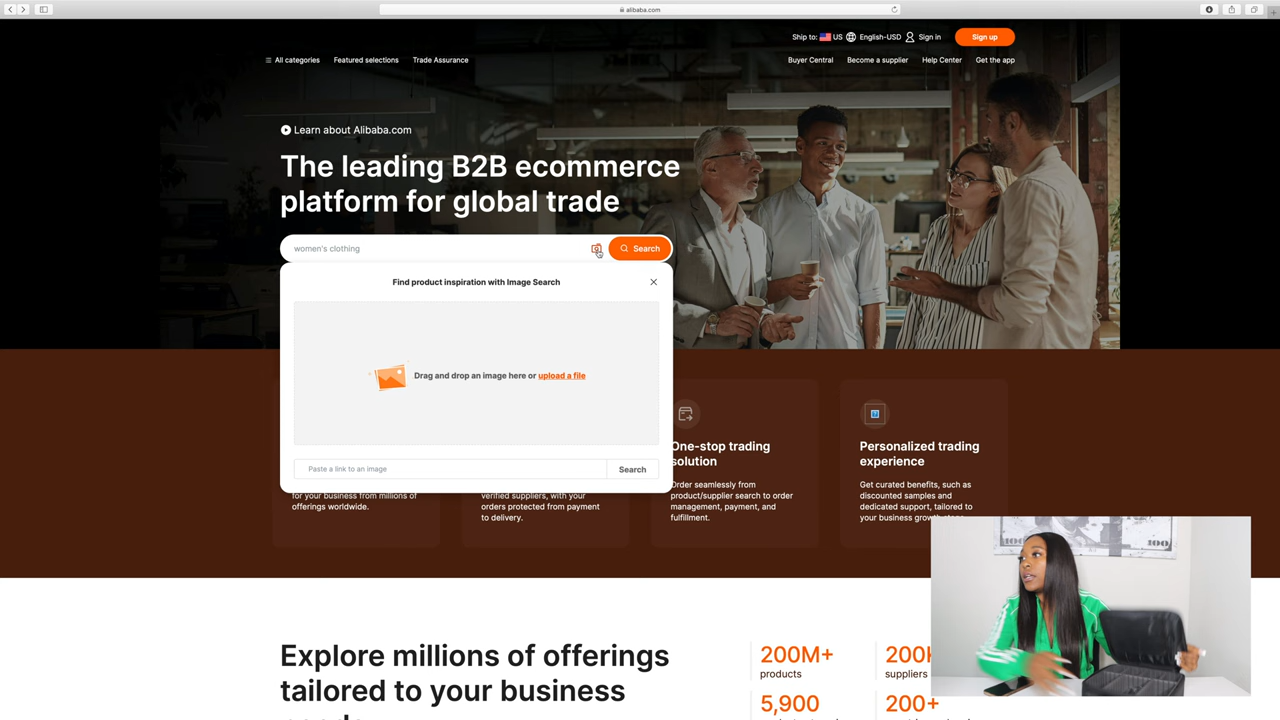 alibaba.com
Ship to: US English-USD Sign in Sign up
All categories Featured selections Trade Assurance
Buyer Central Become a supplier Help Center Get the app
Learn about Alibaba.com
The leading B2B ecommerce
platform for global trade
women's clothing Search
Find product inspiration with Image Search
Drag and drop an image here or upload a file
Paste a link to an image Search
for your business from millions of
offerings worldwide.
verified suppliers, with your
orders protected from payment
to delivery.
One-stop trading
solution
Order seamlessly from
product/supplier search to order
management, payment, and
fulfillment.
Personalized trading
experience
Get curated benefits, such as
discounted samples and
dedicated support, tailored to
your business growth
100 100
Explore millions of offerings
tailored to your business
200M+
products
200
suppliers
5,900
200+